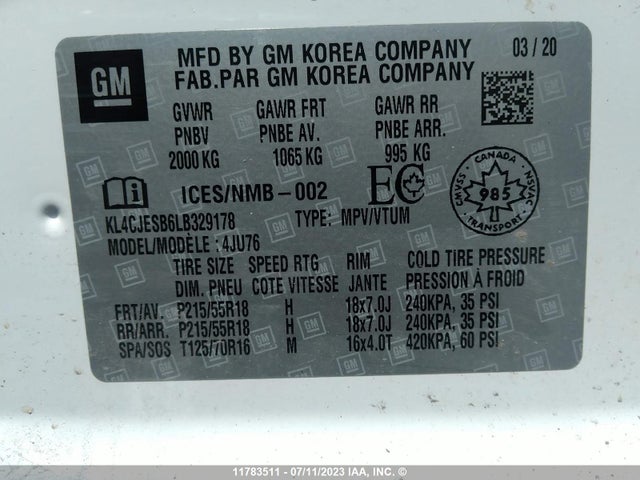 GM
MFD BY GM KOREA COMPANY 03/20
FAB.PAR GM KOREA COMPANY
GVWR GAWR FRT GAWR RR
PNBV PNBE AV. PNBE ARR.
2000 KG 1065 KG 995 KG
ICES/NMB-002 EC
CANADA
985
CMVSS NSVAC
KL4CJESB6LB329178 TYPE: MPV/VTUM
MODEL/MODÈLE : 4JU76
TIRE SIZE SPEED RTG RIM COLD TIRE PRESSURE
DIM. PNEU COTE VITESSE JANTE PRESSION À FROID
FRT/AV. P215/55R18 H 18x7.0J 240KPA, 35 PSI
RR/ARR. P215/55R18 H 18x7.0J 240KPA, 35 PSI
SPA/SOS T125/70R16 M 16x4.0T 420KPA, 60 PSI
11783511 - 07/11/2023 IAA, INC. ©